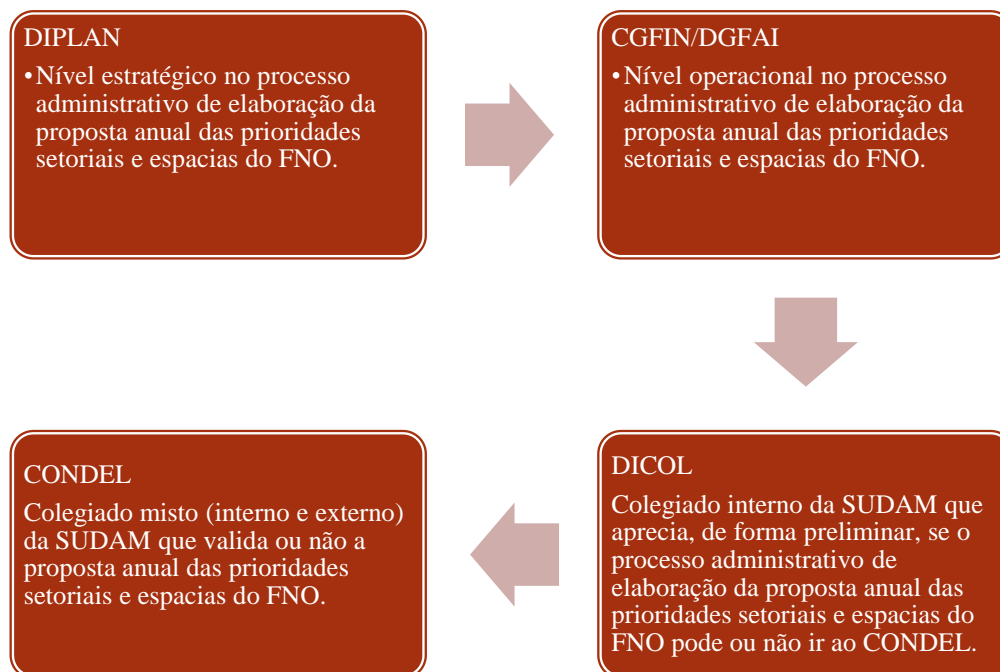 DIPLAN
•Nível estratégico no processo
administrativo de elaboração da
proposta anual das prioridades
setoriais e espacias do FNO.
CGFIN/DGFAI
•Nível operacional no processo
administrativo de elaboração da
proposta anual das prioridades
setoriais e espacias do FNO.
DICOL
Colegiado interno da SUDAM que
aprecia, de forma preliminar, se o
processo administrativo de
elaboração da proposta anual das
prioridades setoriais e espacias do
FNO pode ou não ir ao CONDEL.
CONDEL
Colegiado misto (interno e externo)
da SUDAM que valida ou não a
proposta anual das prioridades
setoriais e espacias do FNO.